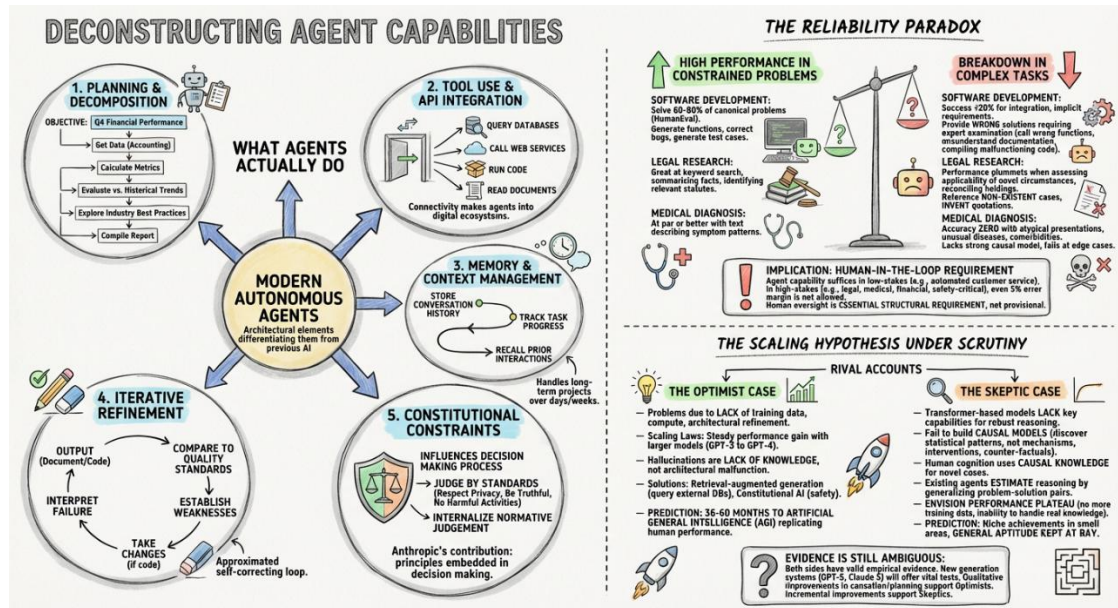 DECONSTRUCTING AGENT CAPABILITIES
1. PLANNING &
DECOMPOSITION
OBJECTIVE: Q4 Financial Performance
Get Data (Accounting)
Calculate Metrics
Evaluate vs. Histerical Trends
Explore Industry Best Practices
Compile Report
WHAT AGENTS
ACTUALLY DO
2. TOOL USE &
API INTEGRATION
QUERY DATABASES
CALL WEB SERVICES
RUN CODE
READ DOCUMENTS
Connectivity makes agents into
digital ecosystems.
MODERN
AUTONOMOUS
AGENTS
Architectural elements
differentiating them from
previous AI
3. MEMORY &
CONTEXT MANAGEMENT
STORE
CONVERSATION
HISTORY
TRACK TASK
PROGRESS
RECALL PRIOR
INTERACTIONS
Handles long-
term projects
over days/weeks.
4. ITERATIVE
REFINEMENT
OUTPUT
(Document/Code)
COMPARE TO
QUALITY
STANDARDS
ESTABLISH
WEAKNESSES
TAKE
CHANGES
(if code)
INTERPRET
FAILURE
Approximated
self-correcting loop.
5. CONSTITUTIONAL
CONSTRAINTS
INFLUENCES DECISION
MAKING PROCESS
JUDGE BY STANDARDS
(Respect Privacy, Be Truthful,
No Harmful Activities)
INTERNALIZE NORMATIVE
JUDGEMENT
Anthropic's contribution:
principles embedded in
decision making.
THE RELIABILITY PARADOX
HIGH PERFORMANCE IN
CONSTRAINED PROBLEMS
SOFTWARE DEVELOPMENT:
Selve 60-80% of canonical problems
(HumanEval).
Generate functions, correct
bugs, generate test cases.
LEGAL RESEARCH:
Great at keyword search,
summaricing facts, identifying
relevant statutes.
MEDICAL DIAGNOSIS:
At par or better with text
describing symptom patterns.
?
?
BREAKDOWN IN
COMPLEX TASKS
SOFTWARE DEVELOPMENT:
Success <20% for integration, implicit
requirements.
Provide WRONG solutions requiring
expert examination (call wrong functions,
misunderstand documentation,
compiling malfunctioning code).
LEGAL RESEARCH:
Performance plummets when assessing
applicability of novel circumstances,
reconciling holdings.
Reference NON-EXISTENT cases,
INVENT quotations.
MEDICAL DIAGNOSIS:
Accuracy ZERO with atypical presentations,
unusual diseases, comorbidities.
Lacks strong causal model, fails at edge cases.
IMPLICATION: HUMAN-IN-THE-LOOP REQUIREMENT
Agent capability suffices in low-stakes (e.g., automated customer service).
In high-stakes (e.g., legal, medical, financial, safety-critical), even 5% error
margin is net allowed.
Human oversight is ESSENTIAL STRUCTURAL REQUIREMENT, net provisional.
THE SCALING HYPOTHESIS UNDER SCRUTINY
RIVAL ACCOUNTS
THE OPTIMIST CASE
— Problems due to LACK of training data,
compute, architectural refinement.
— Scaling Laws: Steady performance gain with
larger models (GPT-3 to GPT-4).
— Hallucinations are LACK OF KNOWLEDGE,
not architectural malfunction.
— Solutions: Retrieval-augmented generation
(query external DBs), Constitutional AI (safety).
— PREDICTION: 36-60 MONTHS TO ARTIFICIAL
GENERAL INTSLLIGENCE (AGI) replicating
human performance.
THE SKEPTIC CASE
— Transformer-based models LACK key
capabilities for robust reasoning.
— Fail to build CAUSAL MODELS (discover
statistical patterns, not mechanisms,
interventions, counter-factuals).
— Human cognition uses CAUSAL KNOWLEDGE
for novel coses.
— Existing agents ESTIMATE reasoning by
generalizing problem-solution pairs.
— ENVISION PERFORMANCE PLATEAU (no more
training data, inability to handle real knowledge).
— PREDICTION: Niche achievements in smell
areas, GENERAL APTITUDE KEPT AT BAY.
EVIDENCE IS STILL AMBIGUOUS:
Both sides have valid empirical evidence. New generation
systems (GPT-5, Claude 5) will offer vital tests. Qualitative
improvements in causation/planning support Optimists.
Incremental improvements support Skeptics.